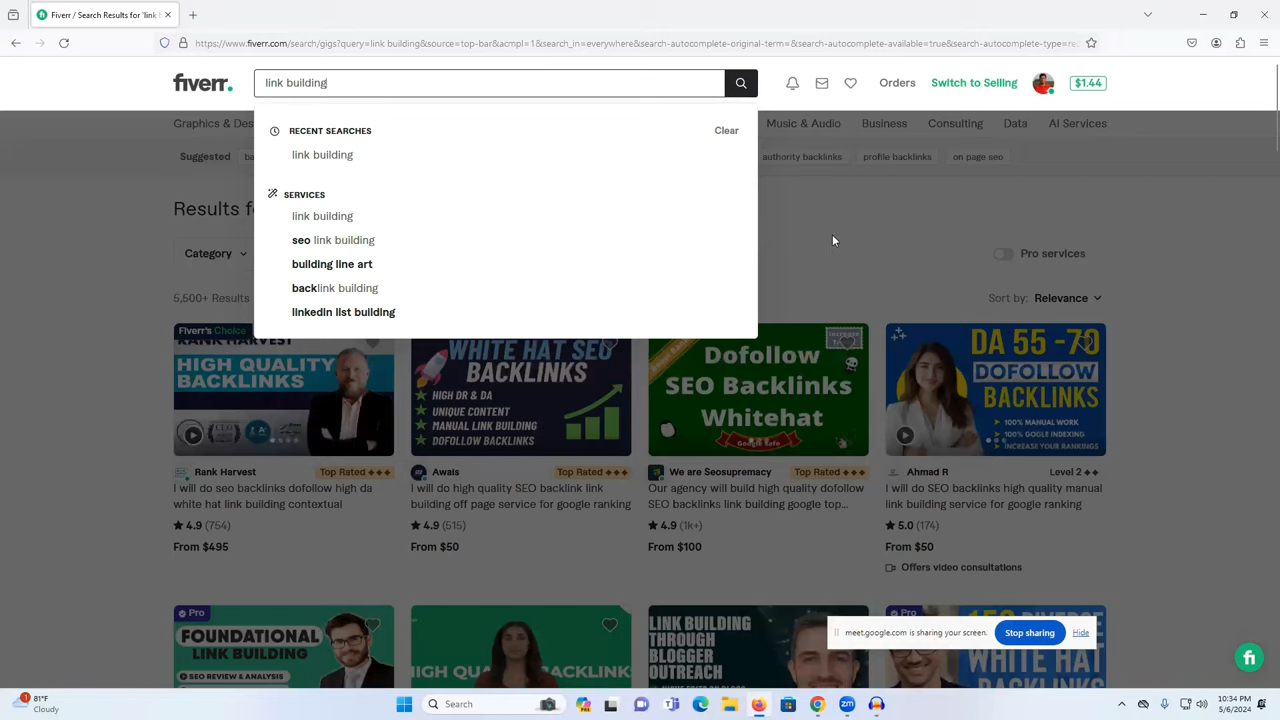 Fiverr / Search Results for 'link b
https://www.fiverr.com/search/gigs?query=link building&source=top-bar&ampl=1&search_in=everywhere&search-autocomplete-original-term=&search-autocomplete-available=true&search-autocomplete-type=re
fiverr.
link building
Orders
Switch to Selling
$1.44
Graphics & Des
Music & Audio
Business
Consulting
Data
AI Services
RECENT SEARCHES
Clear
link building
Suggested
ba
authority backlinks
profile backlinks
on page seo
SERVICES
link building
seo link building
building line art
backlink building
linkedin list building
Results f
Category
Pro services
5,500+ Results
Sort by: Relevance
Fiverr's Choice
RANK HARVEST
HIGH QUALITY
BACKLINKS
WHITE HAT SEO
BACKLINKS
HIGH DR & DA
UNIQUE CONTENT
MANUAL LINK BUILDING
DOFOLLOW BACKLINKS
Dofollow
SEO Backlinks
Whitehat
Google Safe
DA 55 -70
DOFOLLOW
BACKLINKS
100% MANUAL WORK
100% GOGLE INDEXING
INCREASE YOUR RANKINGS
Rank Harvest
Top Rated
I will do seo backlinks dofollow high da
white hat link building contextual
4.9 (754)
From $495
Awais
Top Rated
I will do high quality SEO backlink link
building off page service for google ranking
4.9 (515)
From $50
We are Seosupremacy
Top Rated
Our agency will build high quality dofollow
SEO backlinks link building google top...
4.9 (1k+)
From $100
Ahmad R
Level 2
I will do SEO backlinks high quality manual
link building service for google ranking
5.0 (174)
From $50
Offers video consultations
Pro
FOUNDATIONAL
LINK BUILDING
SEO REVIEW & ANALYSIS
HIGH QUALITY
LINK BUILDING
THROUGH
BLOGGER
OUTREACH
Pro
WHITE HAT
meet.google.com is sharing your screen.
Stop sharing
Hide
fi
1
81°F
Cloudy
Search
10:34 PM
5/6/2024